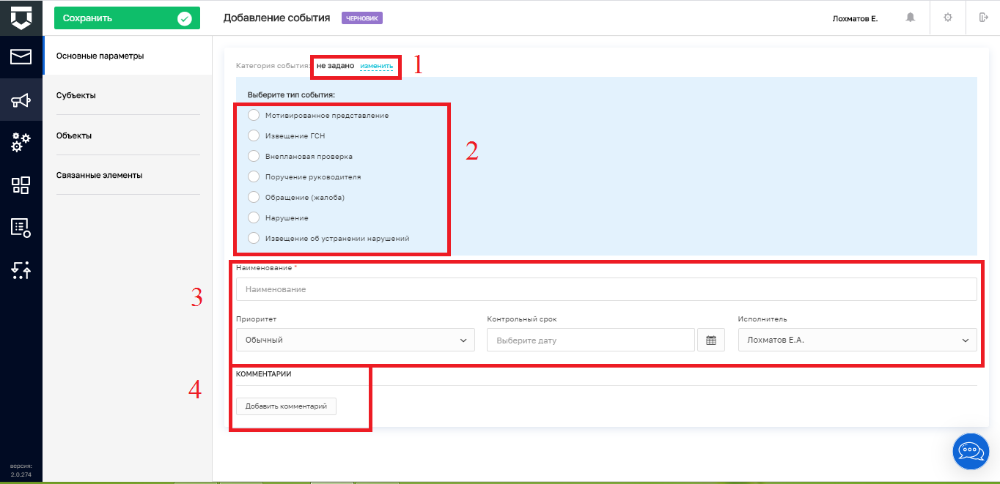 Сохранить
Добавление события
ЧЕРНОВИК
Лохматов Е.
Основные параметры
Субъекты
Объекты
Связанные элементы
Категория события: не задано изменить
1
Выберите тип события:
Мотивированное представление
Извещение ГСН
Внеплановая проверка
Поручение руководителя
Обращение (жалоба)
Нарушение
Извещение об устранении нарушений
2
Наименование *
Наименование
3
Приоритет
Контрольный срок
Исполнитель
Обычный
Выберите дату
Лохматов Е.А.
КОММЕНТАРИИ
4
Добавить комментарий
версия:
2.0.274